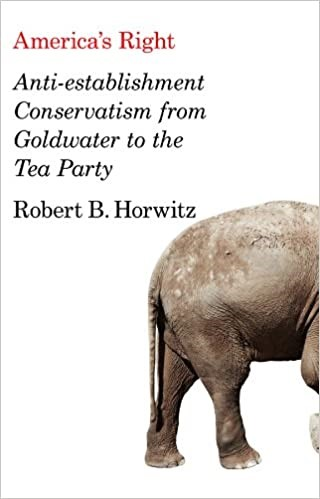 America's Right
Anti-establishment
Conservatism from
Goldwater to the
Tea Party
Robert B. Horwitz